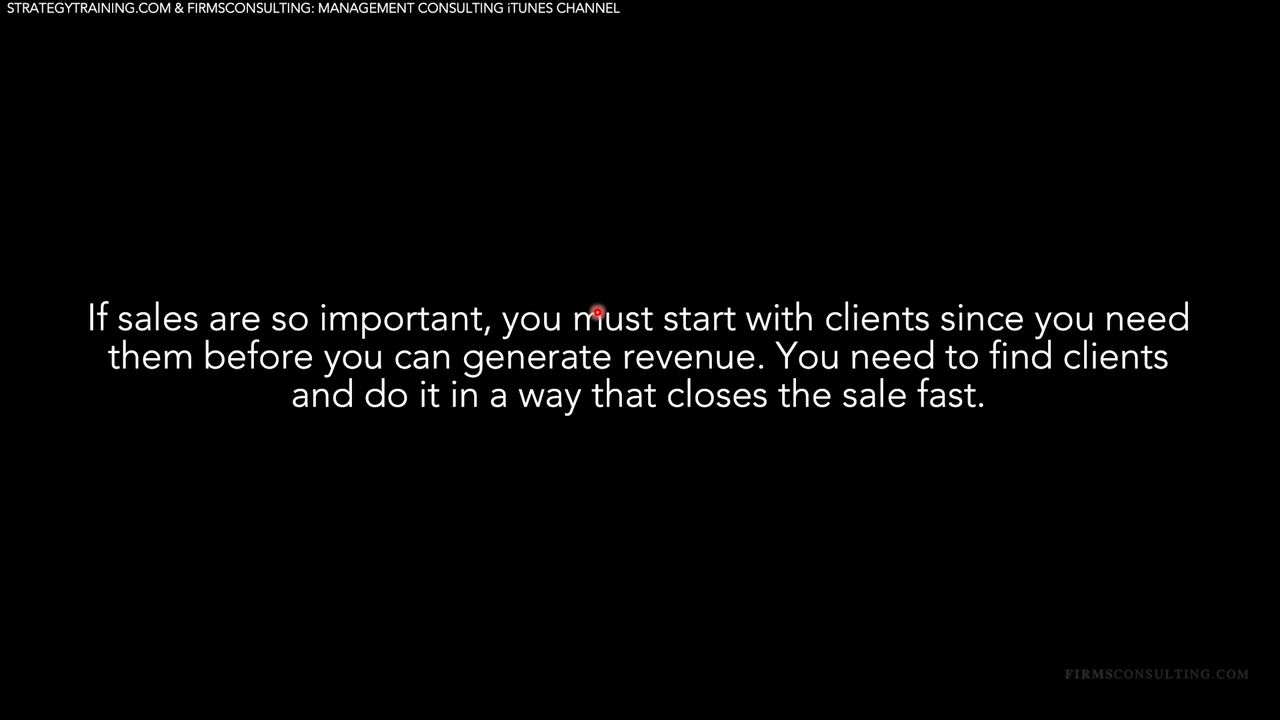 STRATEGYTRAINING.COM & FIRMSCONSULTING: MANAGEMENT CONSULTING iTUNES CHANNEL
If sales are so important, you must start with clients since you need
them before you can generate revenue. You need to find clients
and do it in a way that closes the sale fast.
FIRMSCONSULTING.COM